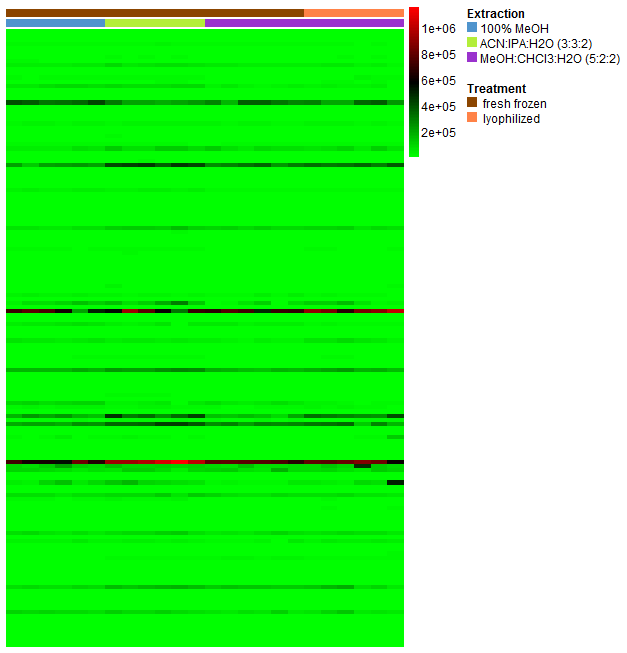 1e+06
8e+05
6e+05
4e+05
2e+05
Extraction
100% MeOH
ACN:IPA:H2O (3:3:2)
MeOH:CHCl3:H2O (5:2:2)
Treatment
fresh frozen
lyophilized